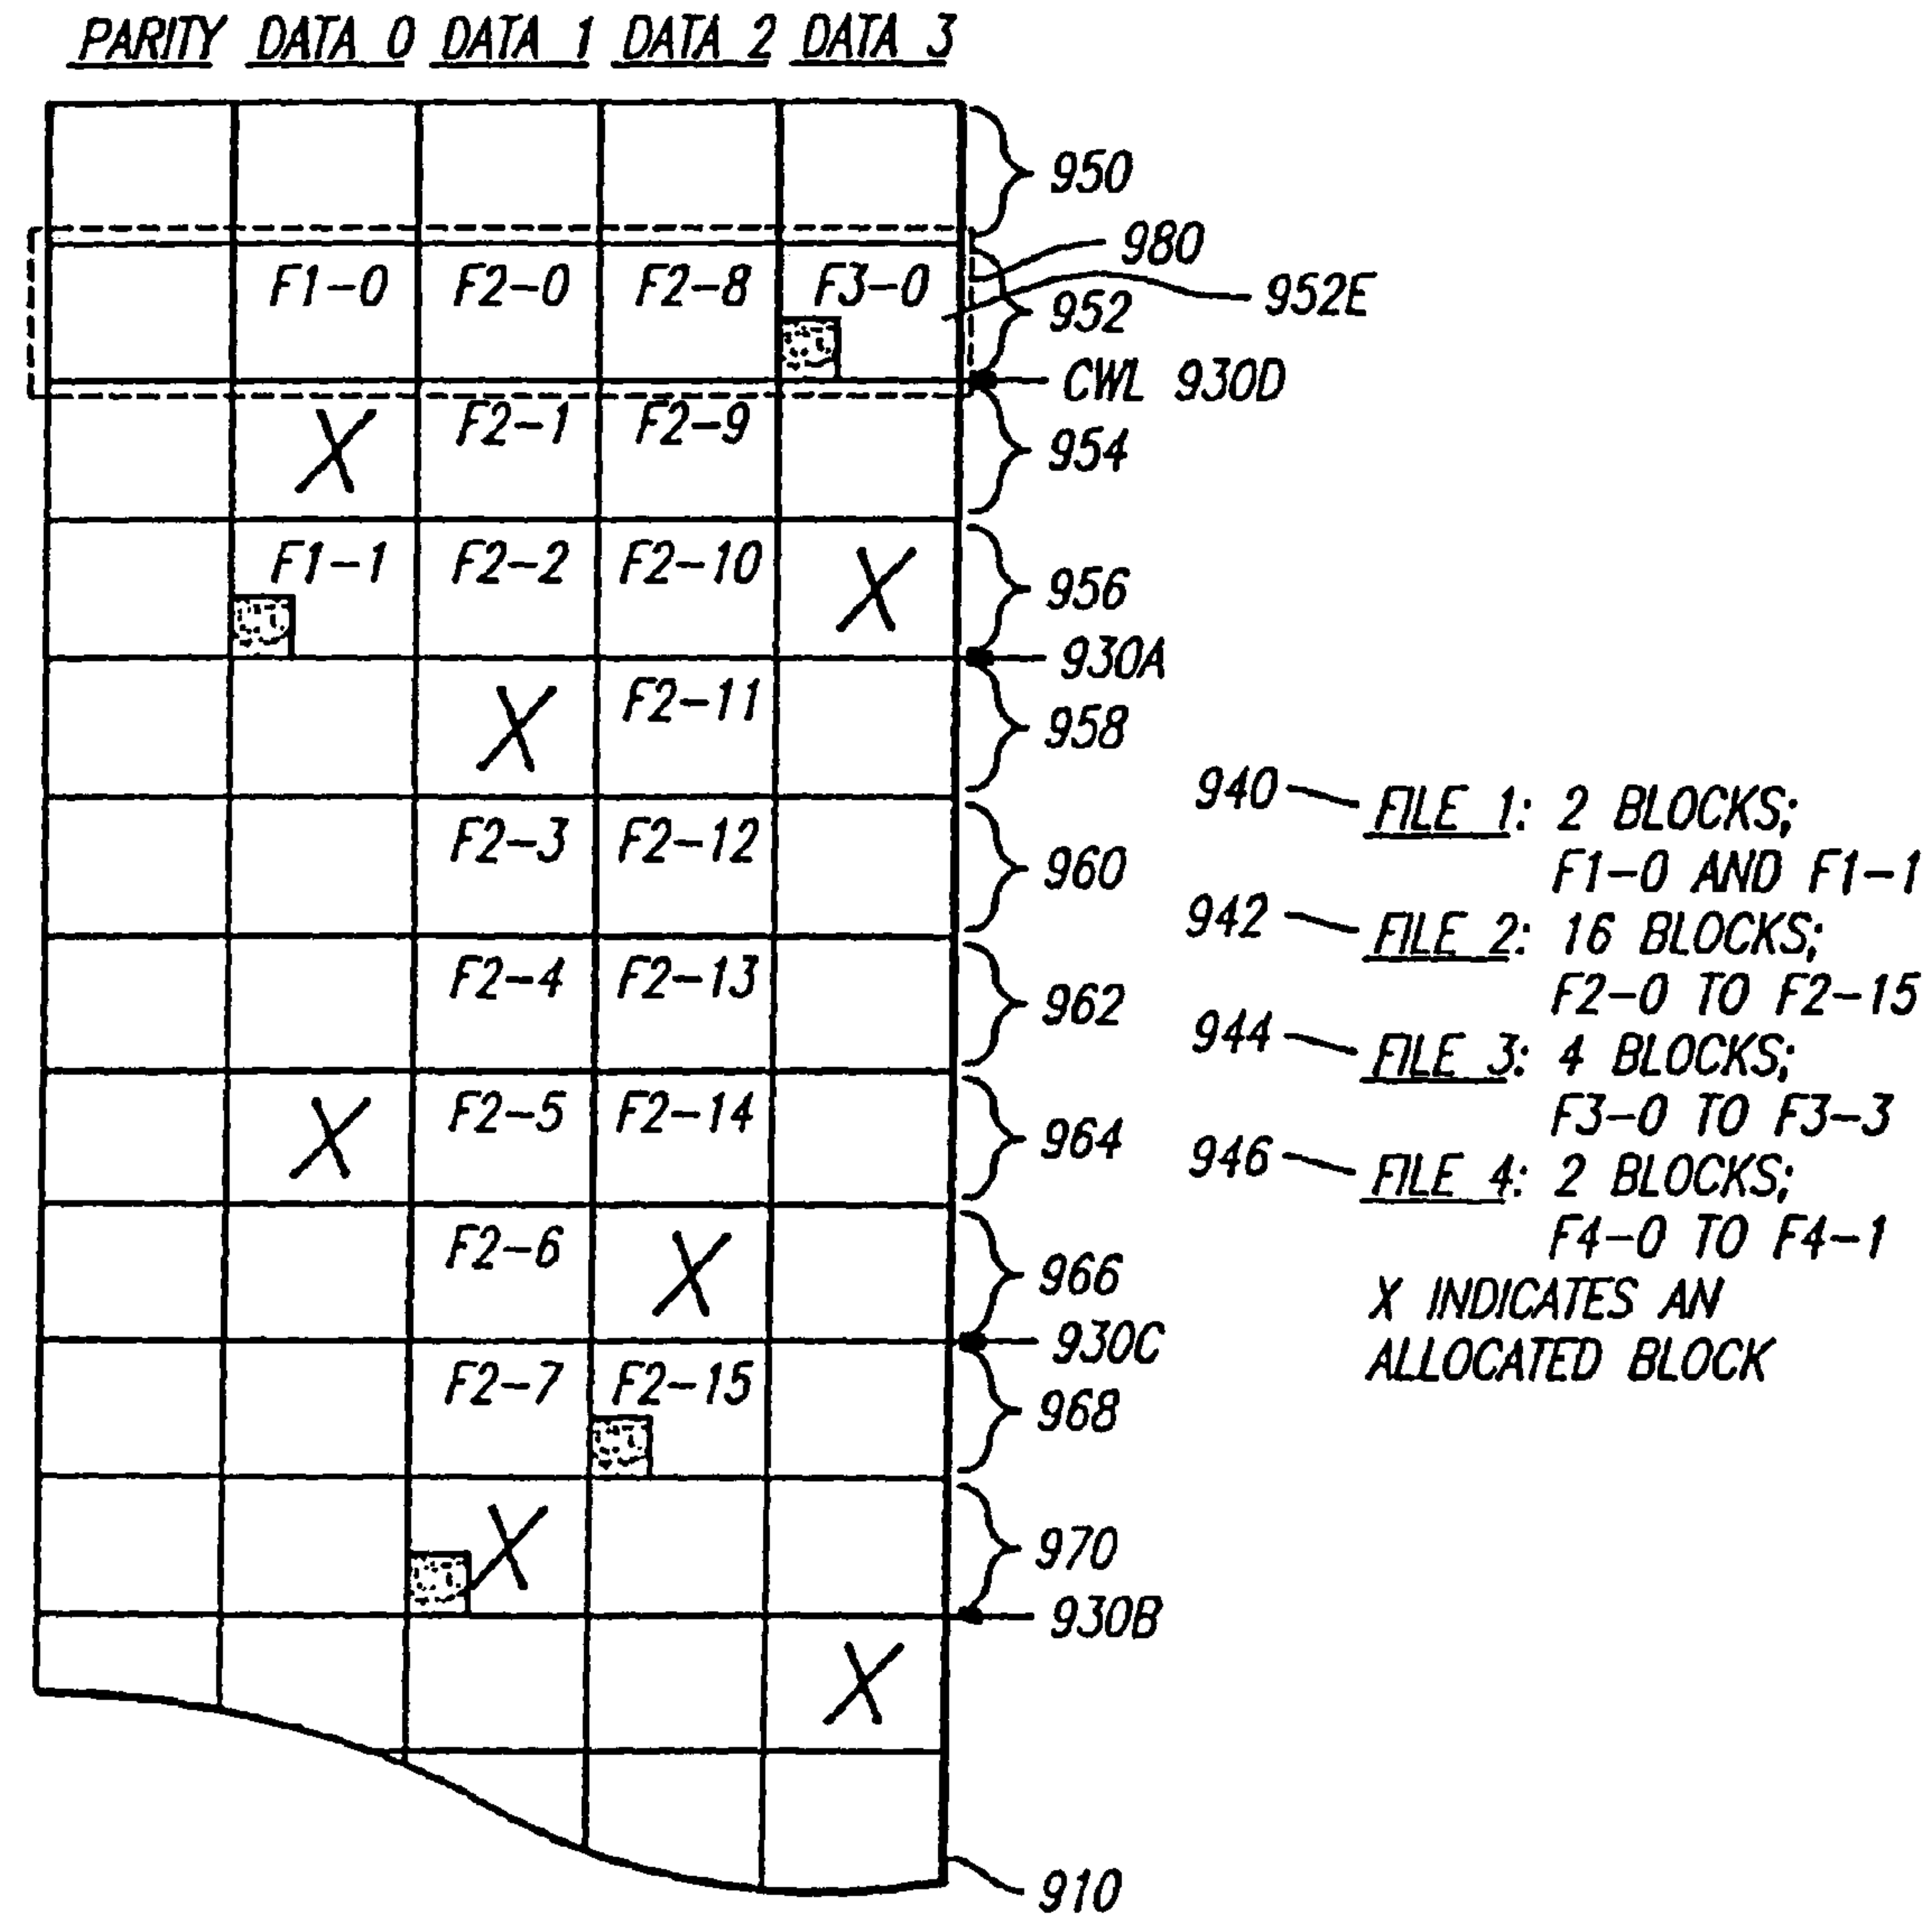 PARITY DATA 0 DATA 1 DATA 2 DATA 3
950
980
F1-0 F2-0 F2-8 F3-0
952E
952
CWL 930D
X F2-1 F2-9
954
F1-1 F2-2 F2-10 X
956
930A
X F2-11
958
940 FILE 1: 2 BLOCKS;
F2-3 F2-12
960
F1-0 AND F1-1
942 FILE 2: 16 BLOCKS;
F2-4 F2-13
962
F2-0 TO F2-15
944 FILE 3: 4 BLOCKS;
F2-5 F2-14
964
F3-0 TO F3-3
946 FILE 4: 2 BLOCKS;
X
F2-6 X
966
F4-0 TO F4-1
X INDICATES AN
930C
ALLOCATED BLOCK
F2-7 F2-15
968
X
970
930B
X
910